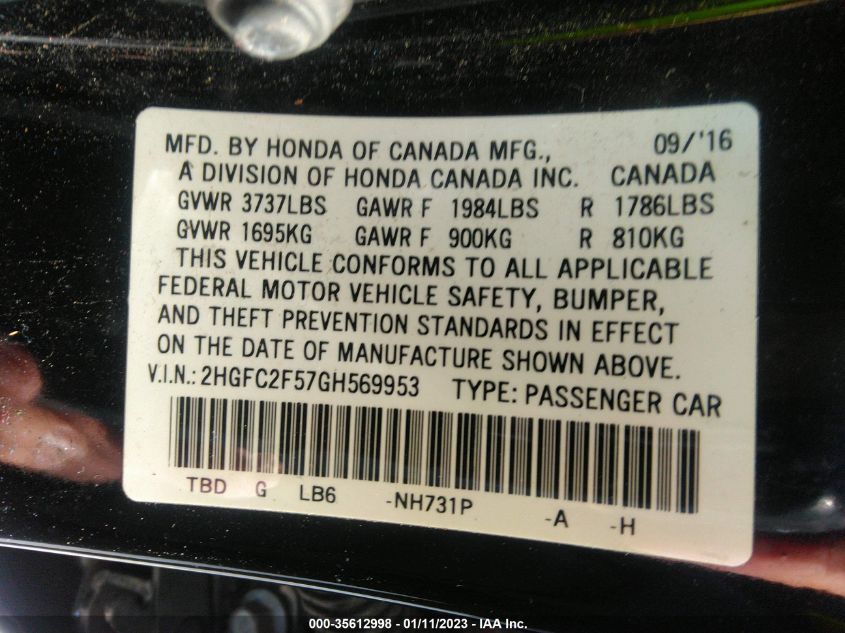 MFD. BY HONDA OF CANADA MFG., 09/'16
A DIVISION OF HONDA CANADA INC. CANADA
GVWR 3737LBS GAWR F 1984LBS R 1786LBS
GVWR 1695KG GAWR F 900KG R 810KG
THIS VEHICLE CONFORMS TO ALL APPLICABLE
FEDERAL MOTOR VEHICLE SAFETY, BUMPER,
AND THEFT PREVENTION STANDARDS IN EFFECT
ON THE DATE OF MANUFACTURE SHOWN ABOVE.
V.I.N.: 2HGFC2F57GH569953 TYPE: PASSENGER CAR
TBD G LB6 -NH731P -A -H
000-35612998 - 01/11/2023 - IAA Inc.